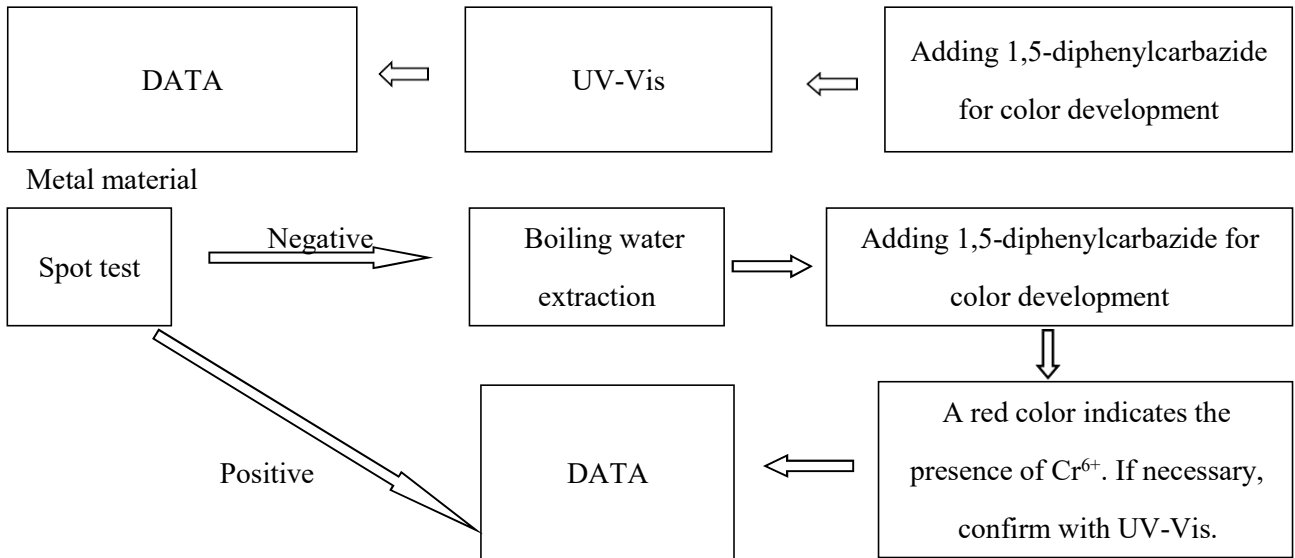 DATA
UV-Vis
Adding 1,5-diphenylcarbazide
for color development
Metal material
Spot test
Negative
Boiling water
extraction
Adding 1,5-diphenylcarbazide for
color development
Positive
DATA
A red color indicates the
presence of Cr⁶⁺. If necessary,
confirm with UV-Vis.